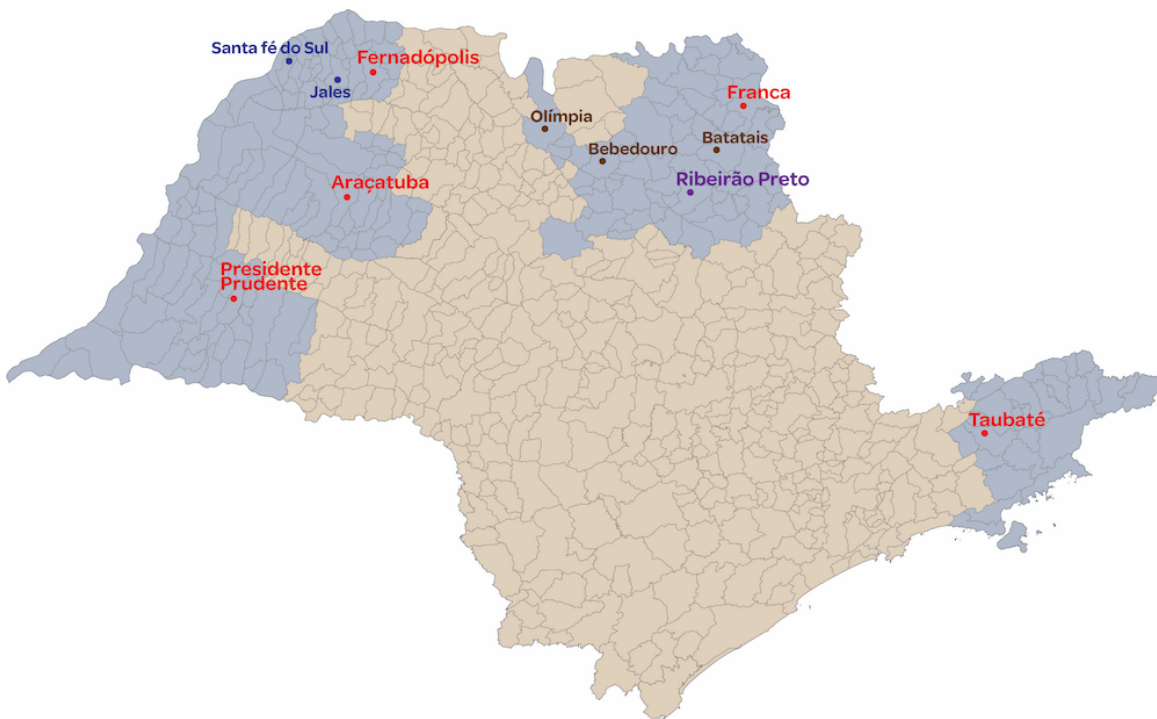 Santa fé do Sul
Fernadópolis
Jales
Franca
Olímpia
Batatais
Bebedouro
Araçatuba
Ribeirão Preto
Presidente
Prudente
Taubaté